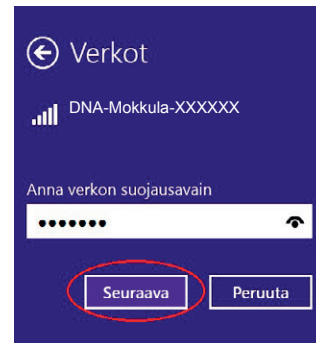 Verkot
DNA-Mokkula-XXXXXX
Anna verkon suojausavain
•••••••
Seuraava Peruuta